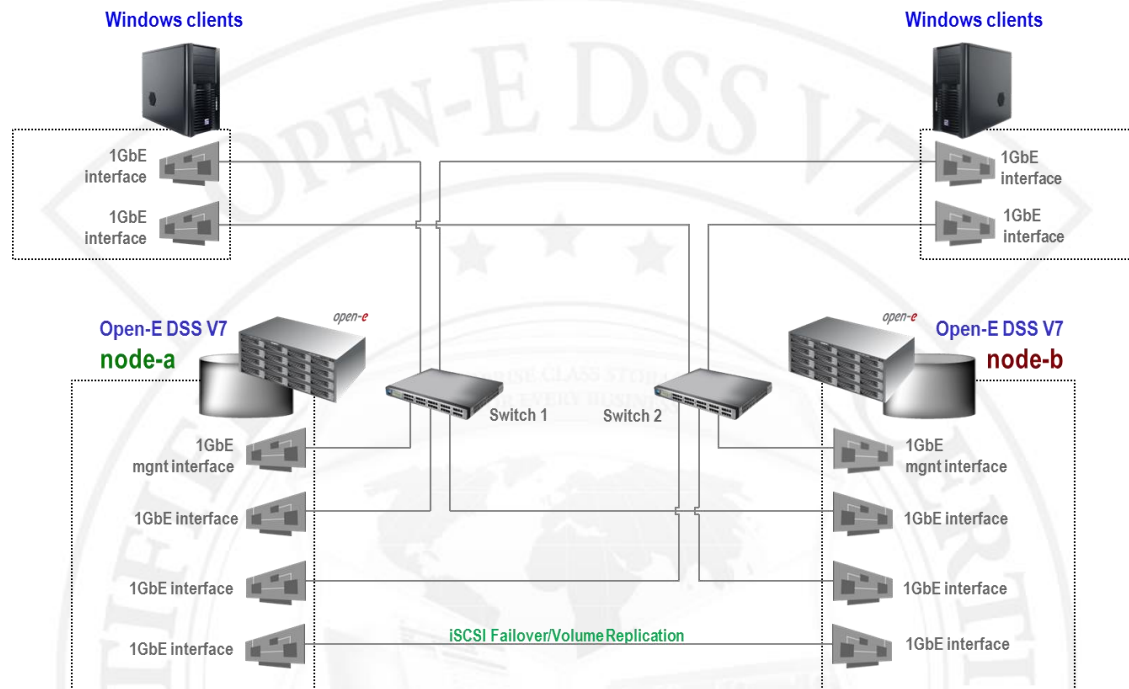 Windows clients
Windows clients
OPEN-E DSS V7
1GbE
interface
1GbE
interface
1GbE
interface
1GbE
interface
open-e
open-e
Open-E DSS V7
node-a
Open-E DSS V7
node-b
Switch 1
Switch 2
1GbE
mgnt interface
1GbE
mgnt interface
1GbE interface
1GbE interface
1GbE interface
1GbE interface
iSCSI Failover/Volume Replication
1GbE interface
1GbE interface